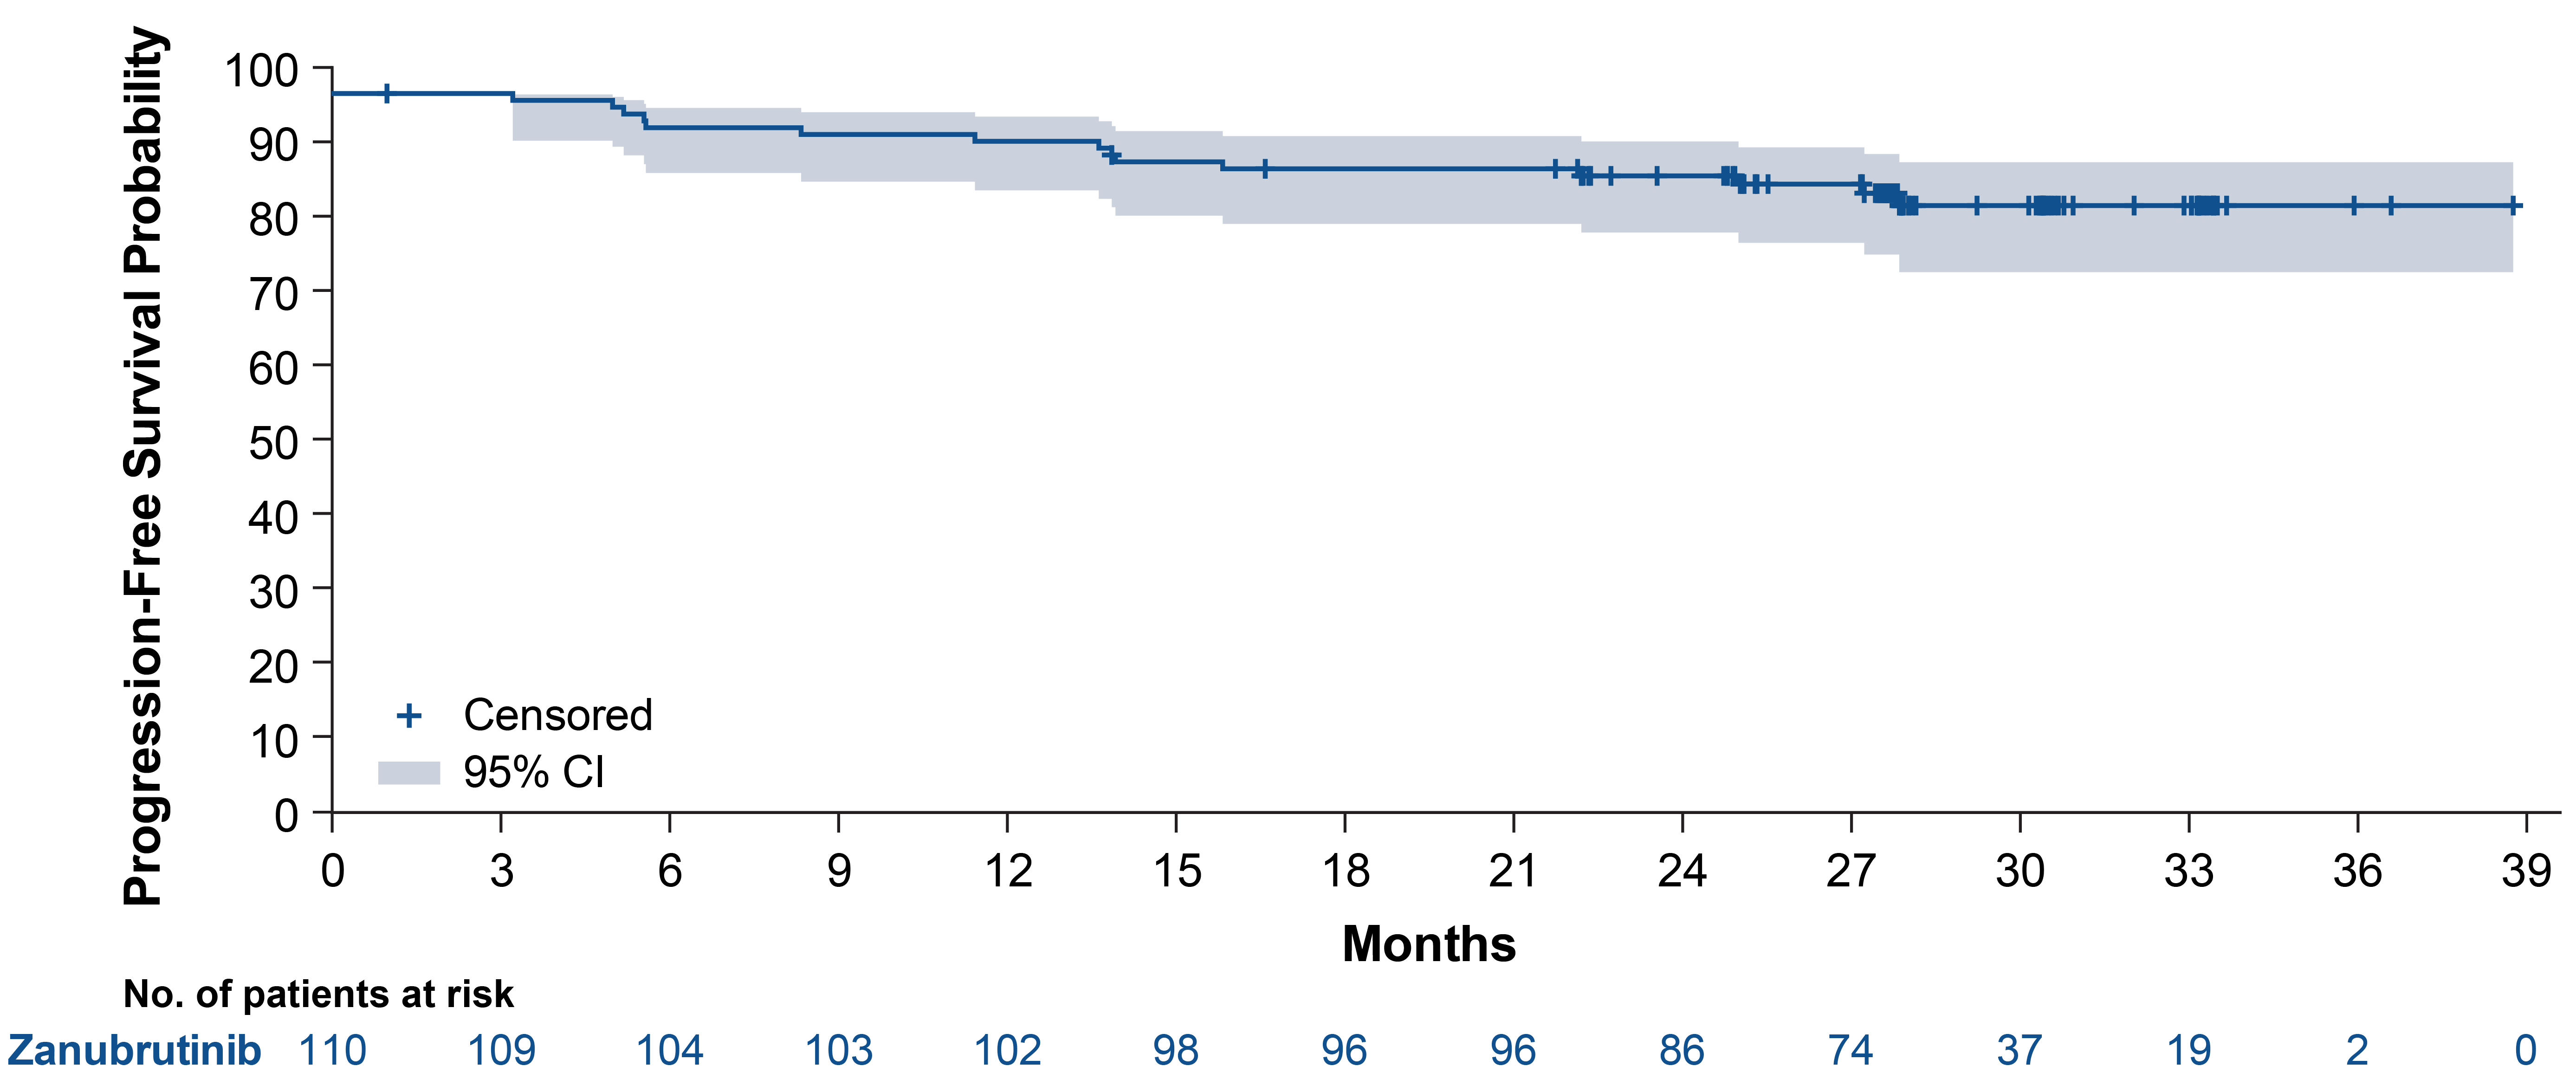 Progression-Free Survival Probability
100
90
80
70
60
50
40
30
20
10
0
Censored
95% CI
0 3 6 9 12 15 18 21 24 27 30 33 36 39
Months
No. of patients at risk
Zanubrutinib 110 109 104 103 102 98 96 96 86 74 37 19 2 0